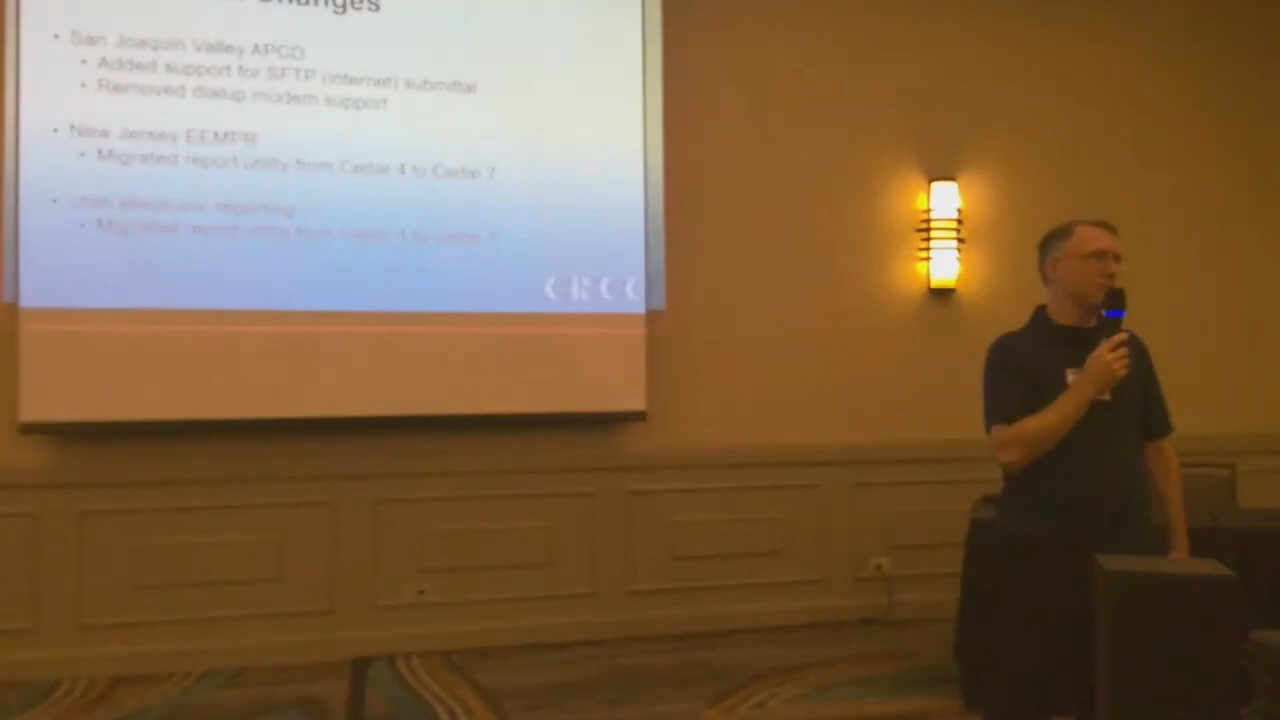 Changes
• San Joaquin Valley APCD
• Added support for SFTP (internet) submittal
• Removed dialup modem support
• New Jersey EEMPR
• Migrated report utility from Cedar 4 to Cedar 7
• Utah electronic reporting
• Migrated report utility from Cedar 4 to Cedar 7